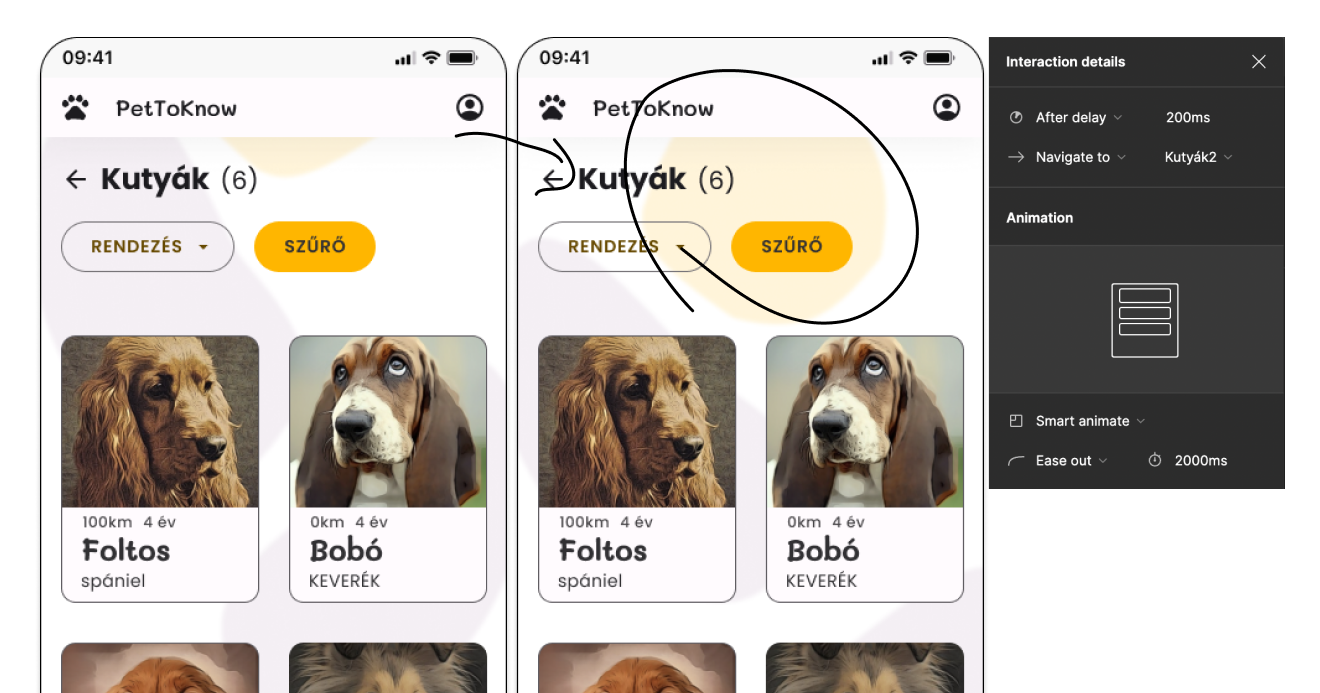 09:41
PetToKnow
Kutyák (6)
RENDEZÉS SZŰRŐ
100km 4 év
Foltos
spániel
0km 4 év
Bobó
KEVERÉK
09:41
PetToKnow
Kutyák (6)
RENDEZÉS SZŰRŐ
100km 4 év
Foltos
spániel
0km 4 év
Bobó
KEVERÉK
Interaction details
After delay 200ms
Navigate to Kutyák2
Animation
Smart animate
Ease out 2000ms